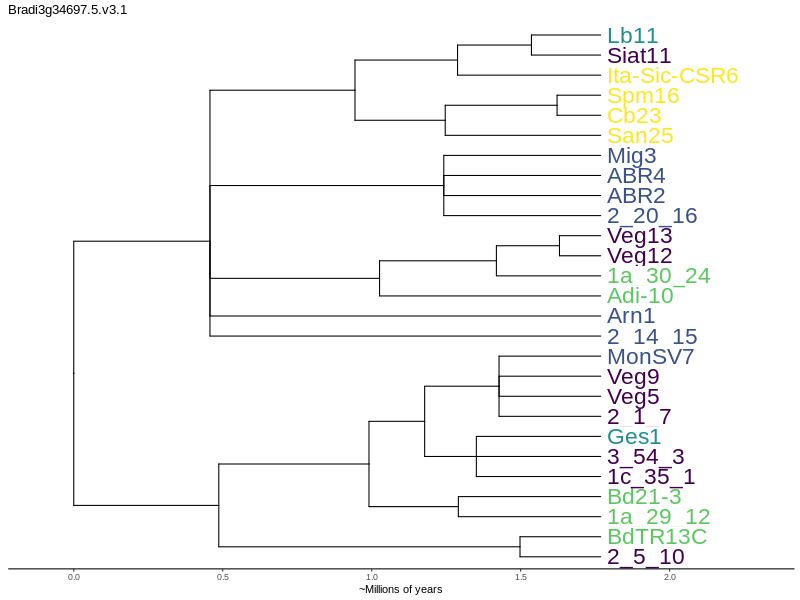 Bradi3g34697.5.v3.1
Lb11
Siat11
Ita-Sic-CSR6
Spm16
Cb23
San25
Mig3
ABR4
ABR2
2_20_16
Veg13
Veg12
1a_30_24
Adi-10
Arn1
2_14_15
MonSV7
Veg9
Veg5
2_1_7
Ges1
3_54_3
1c_35_1
Bd21-3
1a_29_12
BdTR13C
2_5_10
0.0 0.5 1.0 1.5 2.0
~Millions of years